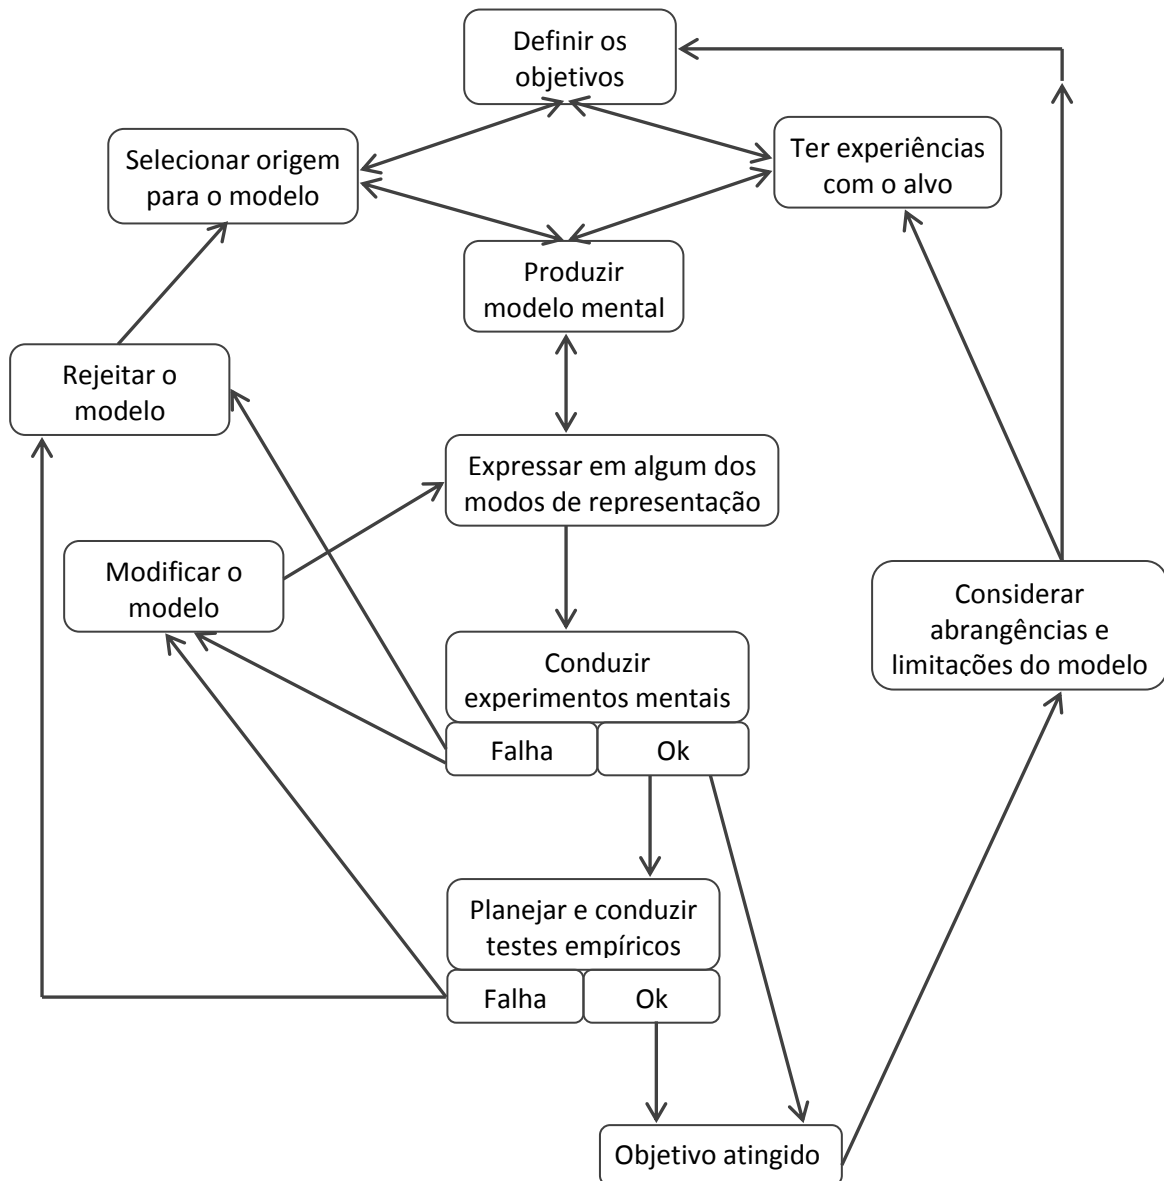 Definir os
objetivos
Selecionar origem
para o modelo
Ter experiências
com o alvo
Produzir
modelo mental
Rejeitar o
modelo
Expressar em algum dos
modos de representação
Modificar o
modelo
Considerar
abrangências e
limitações do modelo
Conduzir
experimentos mentais
Falha
Ok
Planejar e conduzir
testes empíricos
Falha
Ok
Objetivo atingido